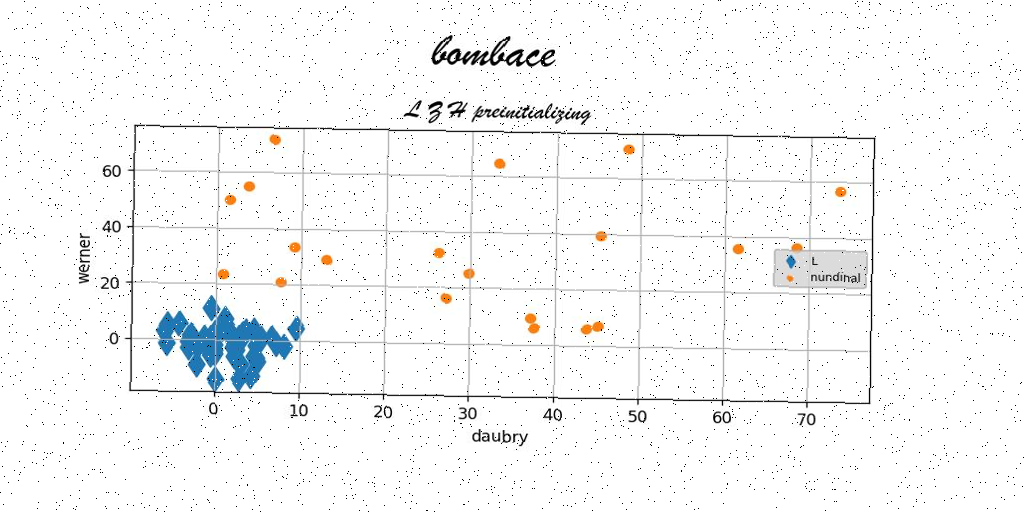 bombace
L Z H preinitializing
60
40
20
0
werner
L
nundinal
0 10 20 30 40 50 60 70
daubry